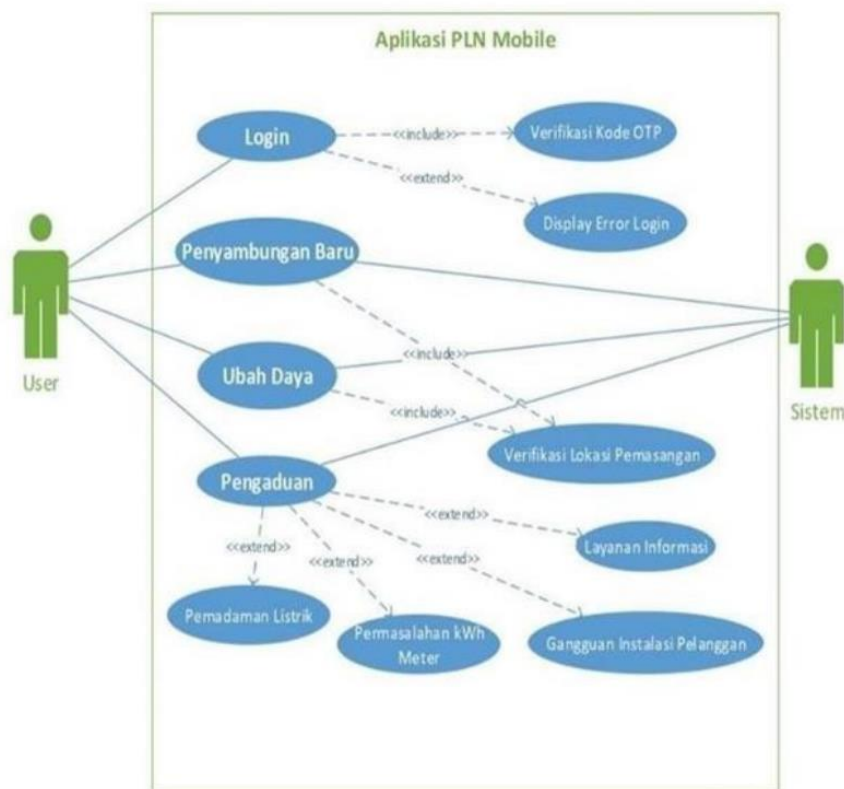 Aplikasi PLN Mobile
Login
<<include>>
Verifikasi Kode OTP
<<extend>>
Display Error Login
Penyambungan Baru
User
Sistem
<<include>>
Ubah Daya
<<include>>
Verifikasi Lokasi Pemasangan
Pengaduan
<<extend>>
Layanan Informasi
<<extend>>
<<extend>>
<<extend>>
Pemadaman Listrik
Permasalahan kWh
Meter
Gangguan Instalasi Pelanggan